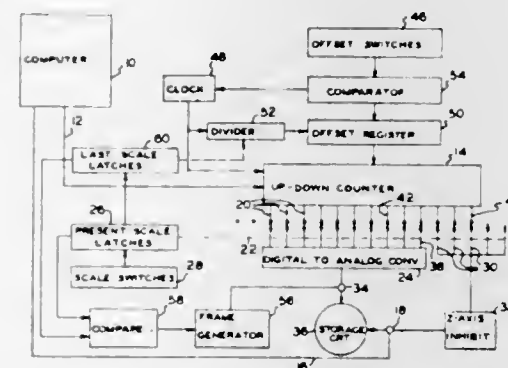 OFFSET SWITCHES
46
COMPUTER
10
48
CLOCK
COMPARATOR
54
12
52
60
DIVIDER
OFFSET REGISTER
50
LAST SCALE
LATCHES
14
UP-DOWN COUNTER
26
20
42
PRESENT SCALE
LATCHES
22
38
30
DIGITAL TO ANALOG CONV.
24
SCALE SWITCHES
28
58
56
34
COMPARE
FRAME
GENERATOR
36
STORAGE
CRT
18
Z-AXIS
INHIBIT